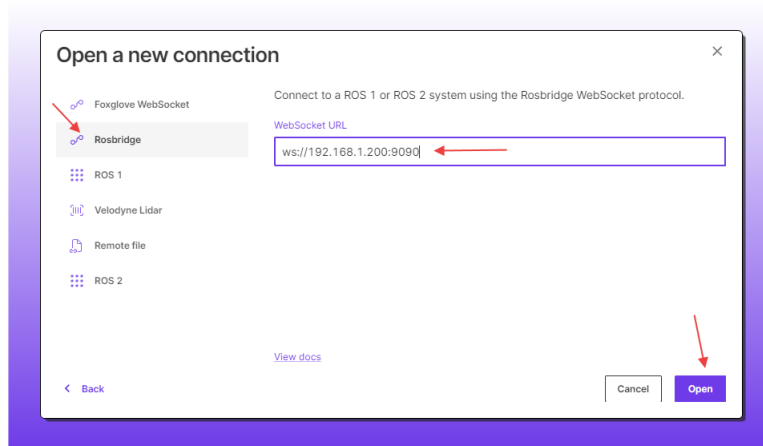 Open a new connection
Foxglove WebSocket
Rosbridge
ROS 1
Velodyne Lidar
Remote file
ROS 2
Connect to a ROS 1 or ROS 2 system using the Rosbridge WebSocket protocol.
WebSocket URL
ws://192.168.1.200:9090
View docs
Back
Cancel
Open